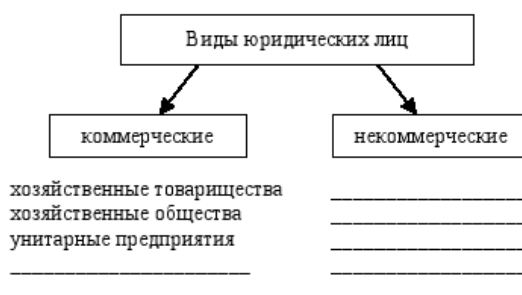 Виды юридических лиц
коммерческие
некоммерческие
хозяйственные товарищества
хозяйственные общества
унитарные предприятия